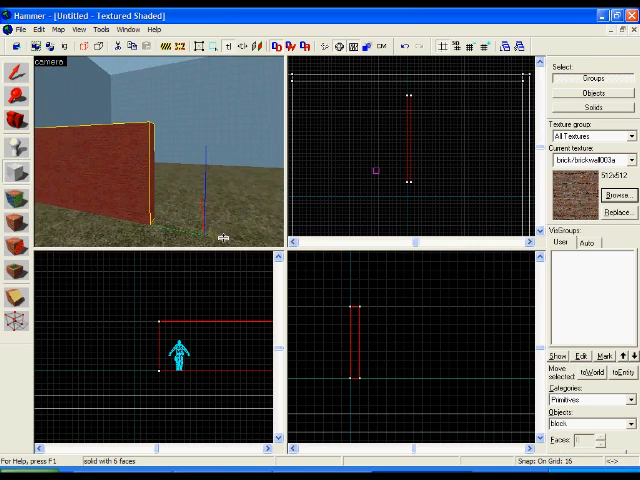 Hammer - [Untitled - Textured Shaded]
File Edit Map View Tools Window Help
CM
camera
Select:
Groups
Objects
Solids
Texture group:
All Textures
Current texture:
brick/brickwall003a
512x512
Browse...
Replace...
VisGroups:
User Auto
Show Edit Mark
Move selected: toWorld toEntity
Categories:
Primitives
Objects:
block
Faces:
For Help, press F1 solid with 6 faces Snap: On Grid: 16 <->